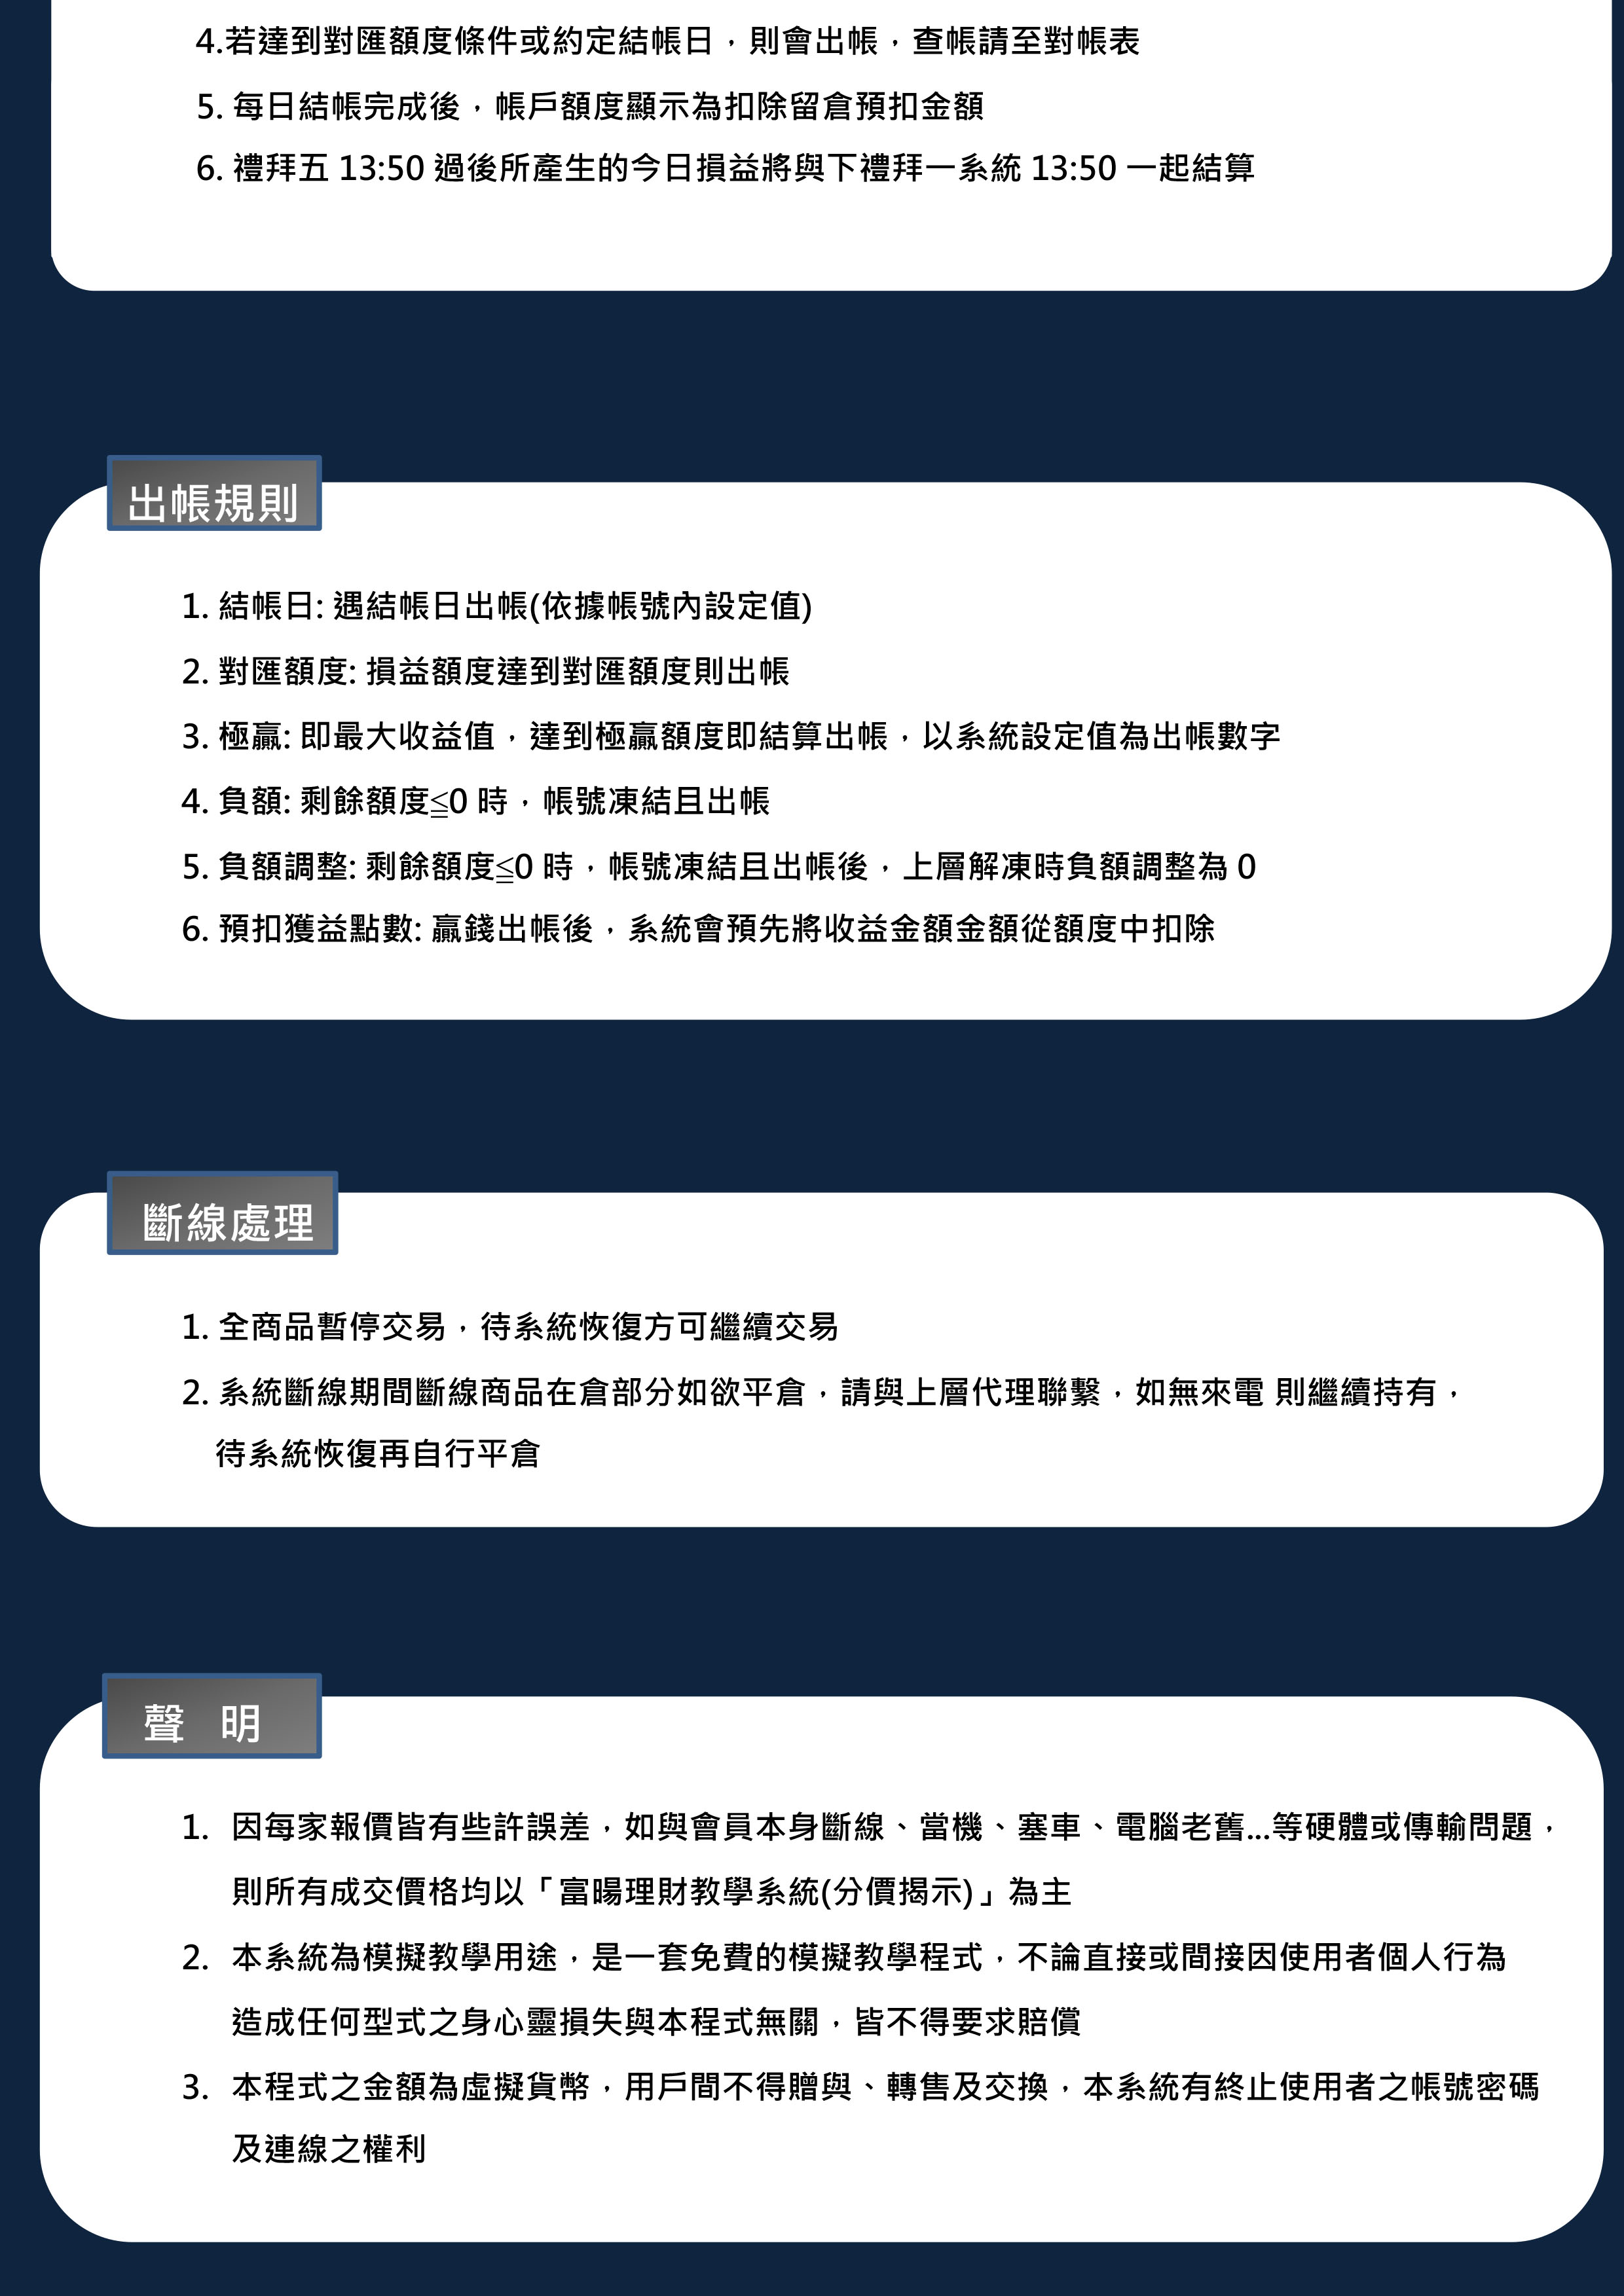 4.若達到對匯額度條件或約定結帳日，則會出帳，查帳請至對帳表
5. 每日結帳完成後，帳戶額度顯示為扣除留倉預扣金額
6. 禮拜五 13:50 過後所產生的今日損益將與下禮拜一系統 13:50 一起結算
出帳規則
1. 結帳日: 遇結帳日出帳(依據帳號內設定值)
2. 對匯額度: 損益額度達到對匯額度則出帳
3. 極贏: 即最大收益值，達到極贏額度即結算出帳，以系統設定值為出帳數字
4. 負額: 剩餘額度≦0 時，帳號凍結且出帳
5. 負額調整: 剩餘額度≦0 時，帳號凍結且出帳後，上層解凍時負額調整為 0
6. 預扣獲益點數: 贏錢出帳後，系統會預先將收益金額金額從額度中扣除
斷線處理
1. 全商品暫停交易，待系統恢復方可繼續交易
2. 系統斷線期間斷線商品在倉部分如欲平倉，請與上層代理聯繫，如無來電 則繼續持有，
待系統恢復再自行平倉
聲 明
1. 因每家報價皆有些許誤差，如與會員本身斷線、當機、塞車、電腦老舊...等硬體或傳輸問題，
則所有成交價格均以「富暘理財教學系統(分價揭示)」為主
2. 本系統為模擬教學用途，是一套免費的模擬教學程式，不論直接或間接因使用者個人行為
造成任何型式之身心靈損失與本程式無關，皆不得要求賠償
3. 本程式之金額為虛擬貨幣，用戶間不得贈與、轉售及交換，本系統有終止使用者之帳號密碼
及連線之權利